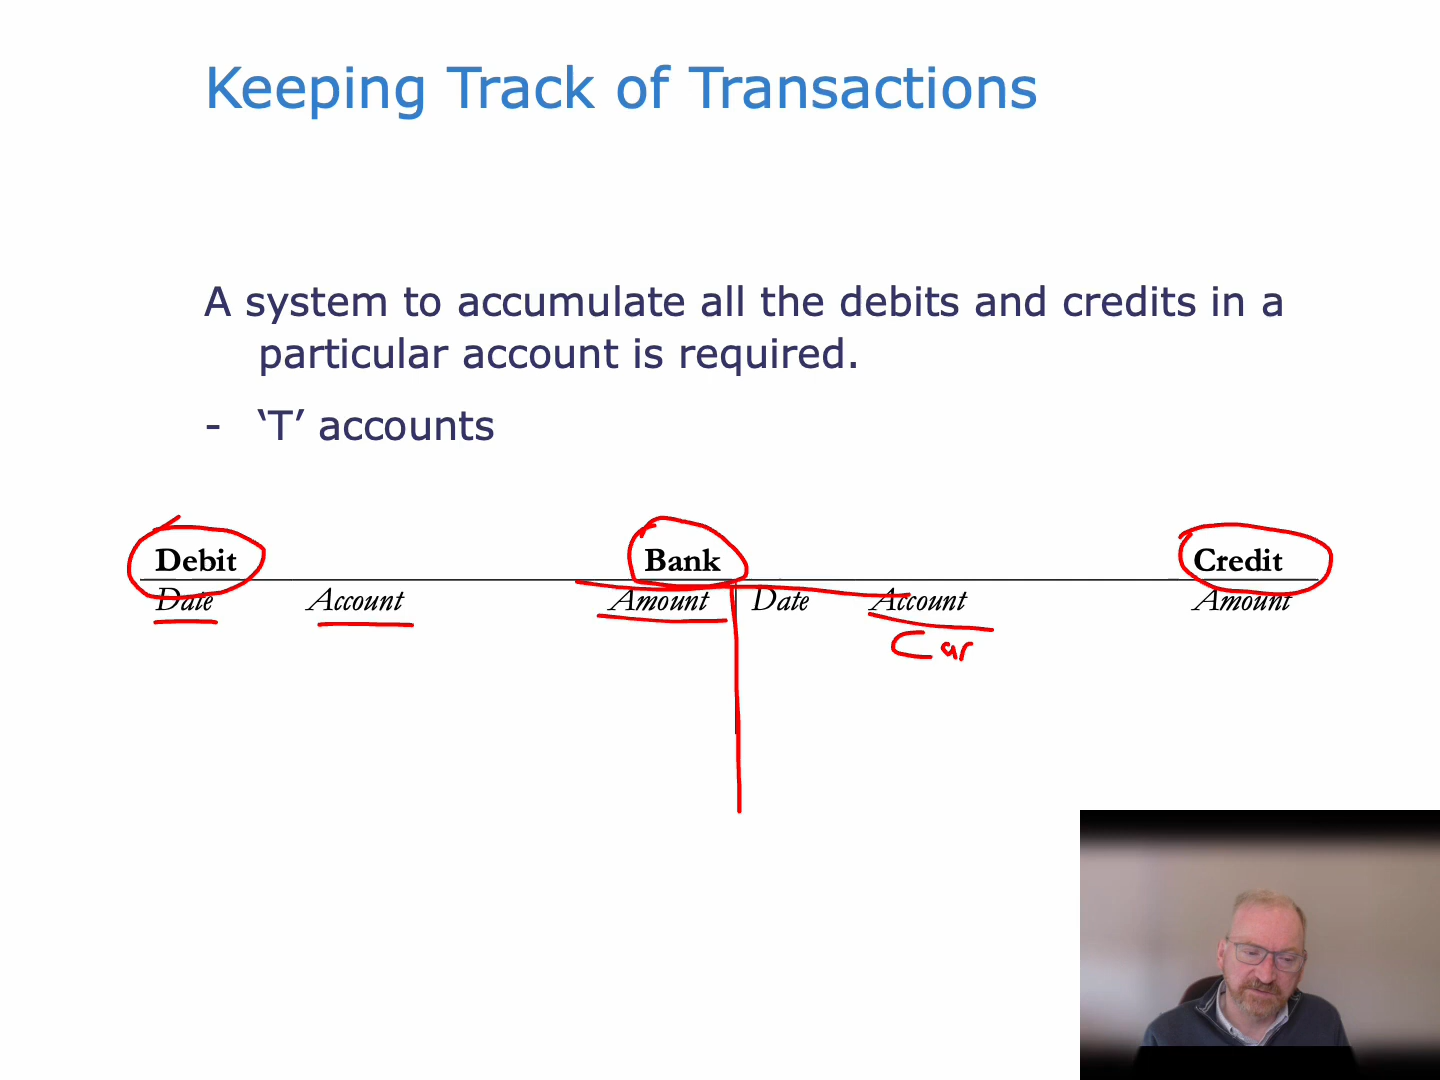 Keeping Track of Transactions
A system to accumulate all the debits and credits in a
particular account is required.
- ‘T’ accounts
Debit Bank Credit
Date Account Amount Date Account Amount
Car